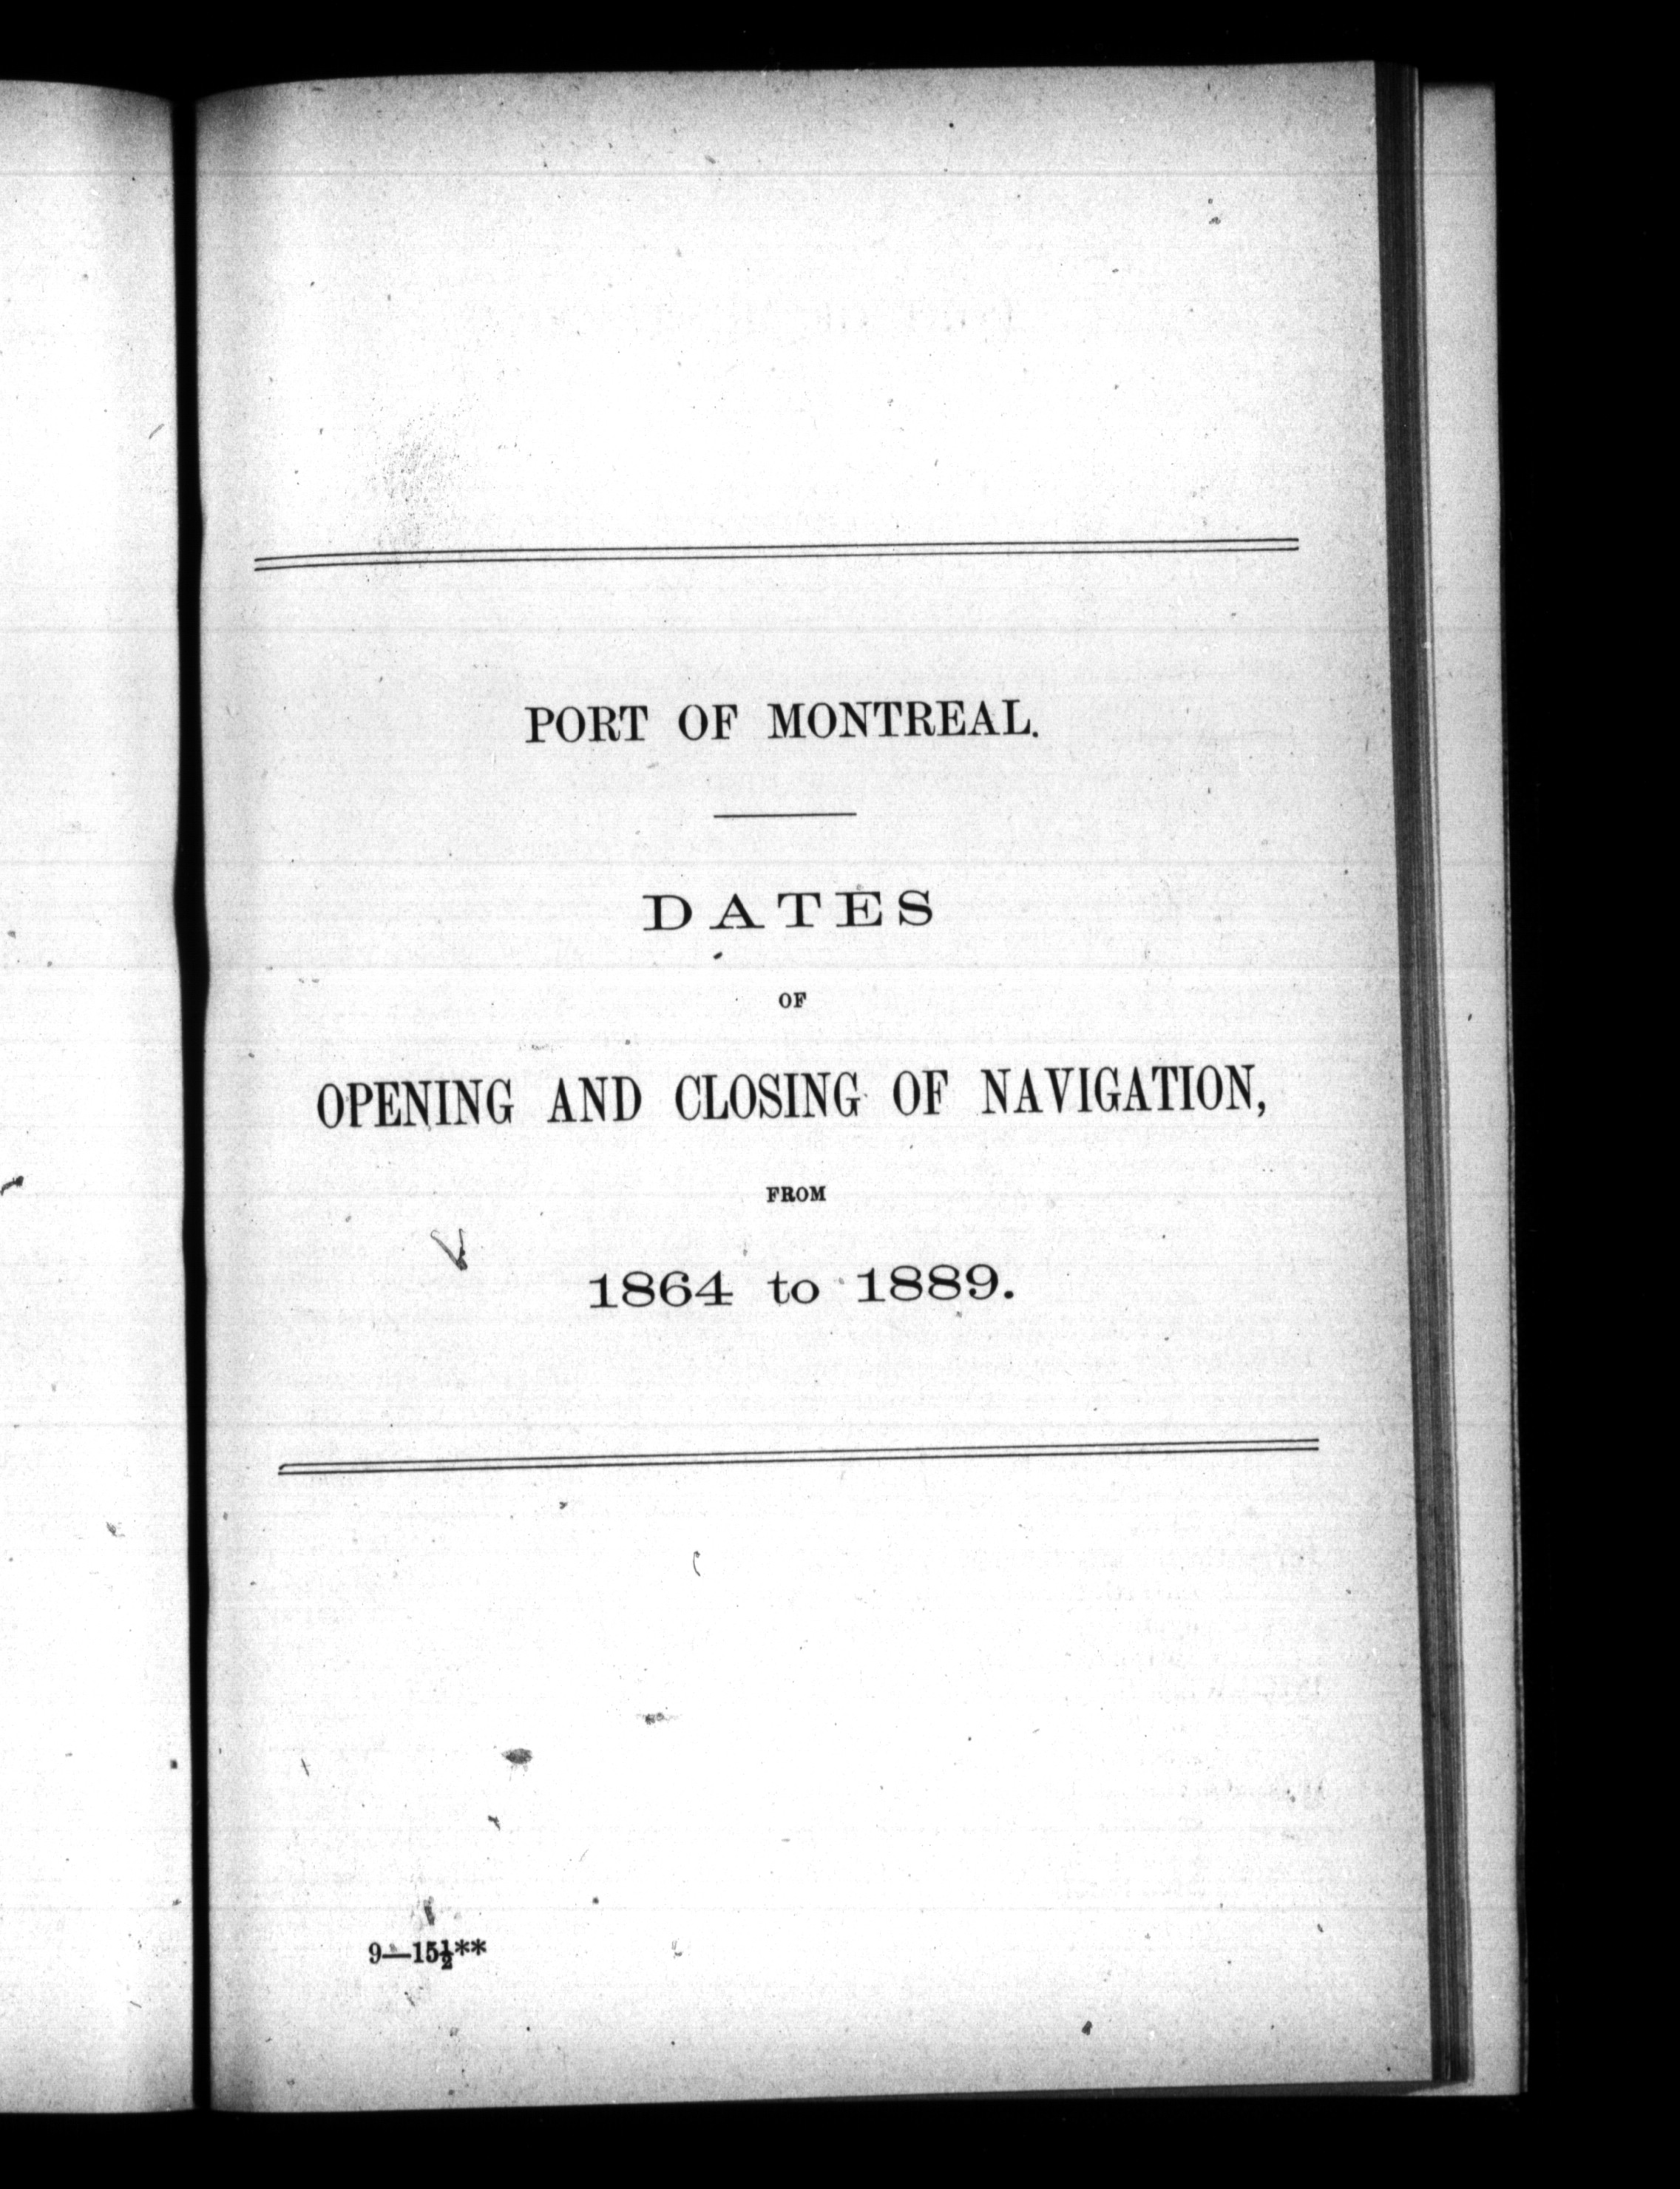 PORT OF MONTREAL.
DATES
OF
OPENING AND CLOSING OF NAVIGATION,
FROM
1864 to 1889.
9—15½**